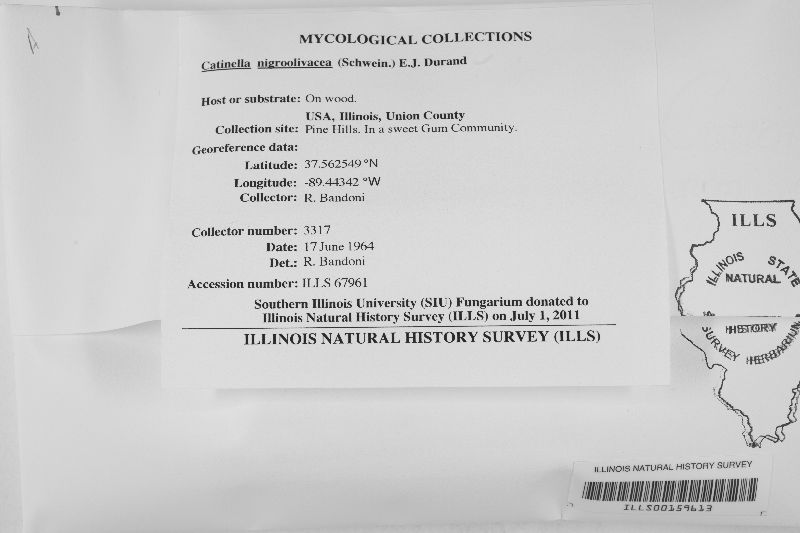 MYCOLOGICAL COLLECTIONS
Catinella nigroolivacea (Schwein.) E.J. Durand
Host or substrate: On wood.
USA, Illinois, Union County
Collection site: Pine Hills. In a sweet Gum Community.
Georeference data:
Latitude: 37.562549 °N
Longitude: -89.44342 °W
Collector: R. Bandoni
Collector number: 3317
Date: 17 June 1964
Det.: R. Bandoni
Accession number: ILLS 67961
Southern Illinois University (SIU) Fungarium donated to
Illinois Natural History Survey (ILLS) on July 1, 2011
ILLINOIS NATURAL HISTORY SURVEY (ILLS)
ILLS
ILLINOIS STATE
NATURAL
HISTORY
SURVEY HERBARIUM
ILLINOIS NATURAL HISTORY SURVEY
ILLS00159613